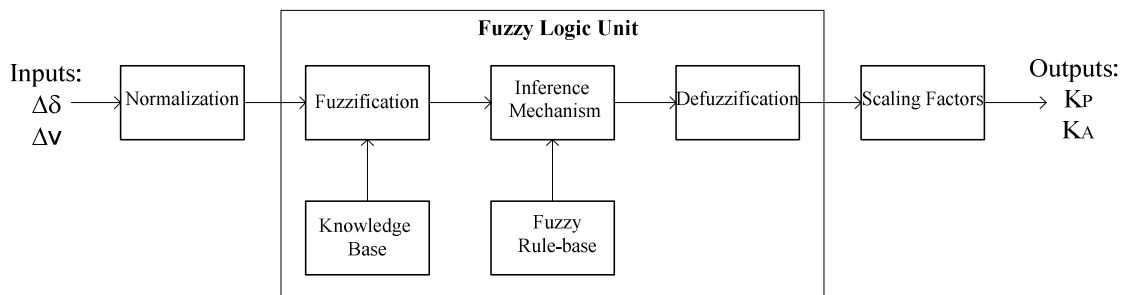 Fuzzy Logic Unit
Inputs:
Δδ
Δv
Normalization
Fuzzification
Inference
Mechanism
Defuzzification
Scaling Factors
Outputs:
KP
KA
Knowledge
Base
Fuzzy
Rule-base